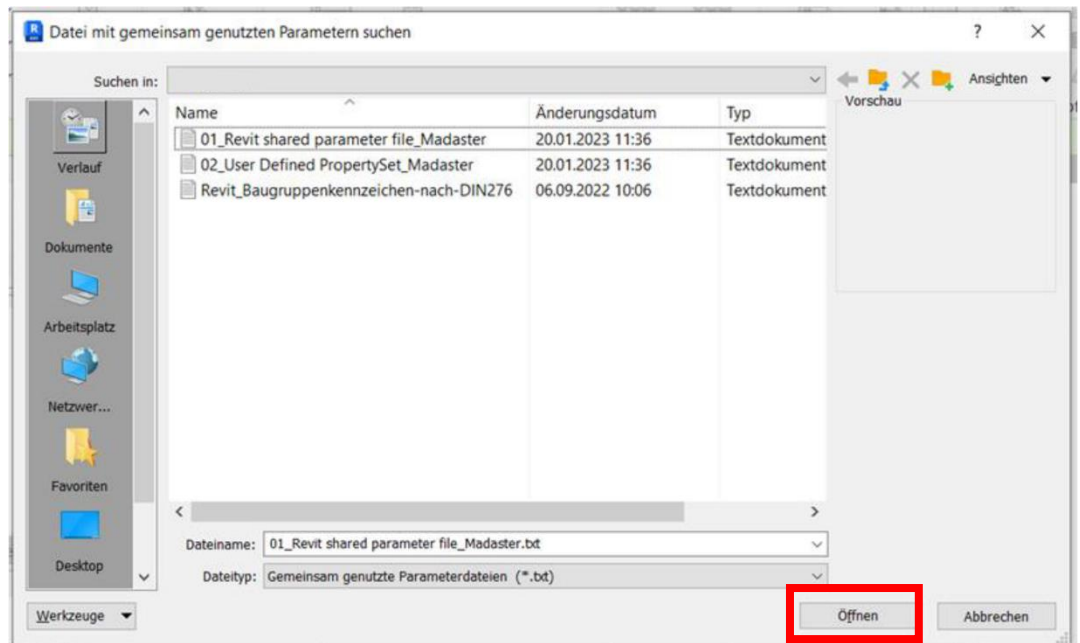 Datei mit gemeinsam genutzten Parametern suchen
Suchen in:
Ansichten
Name Änderungsdatum Typ
Vorschau
01_Revit shared parameter file_Madaster 20.01.2023 11:36 Textdokument
02_User Defined PropertySet_Madaster 20.01.2023 11:36 Textdokument
Revit_Baugruppenkennzeichen-nach-DIN276 06.09.2022 10:06 Textdokument
Verlauf
Dokumente
Arbeitsplatz
Netzwer...
Favoriten
Desktop
Dateiname: 01_Revit shared parameter file_Madaster.txt
Dateityp: Gemeinsam genutzte Parameterdateien (*.txt)
Werkzeuge
Öffnen
Abbrechen